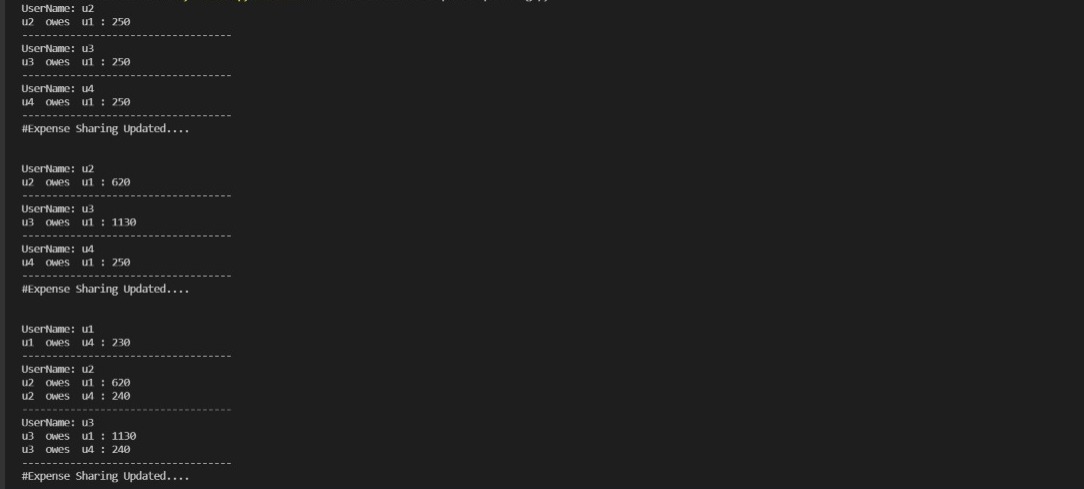 UserName: u2
u2  owes  u1 : 250
-----------------------------------
UserName: u3
u3  owes  u1 : 250
-----------------------------------
UserName: u4
u4  owes  u1 : 250
-----------------------------------
#Expense Sharing Updated....
UserName: u2
u2  owes  u1 : 620
-----------------------------------
UserName: u3
u3  owes  u1 : 1130
-----------------------------------
UserName: u4
u4  owes  u1 : 250
-----------------------------------
#Expense Sharing Updated....
UserName: u1
u1  owes  u4 : 230
-----------------------------------
UserName: u2
u2  owes  u1 : 620
u2  owes  u4 : 240
-----------------------------------
UserName: u3
u3  owes  u1 : 1130
u3  owes  u4 : 240
-----------------------------------
#Expense Sharing Updated....